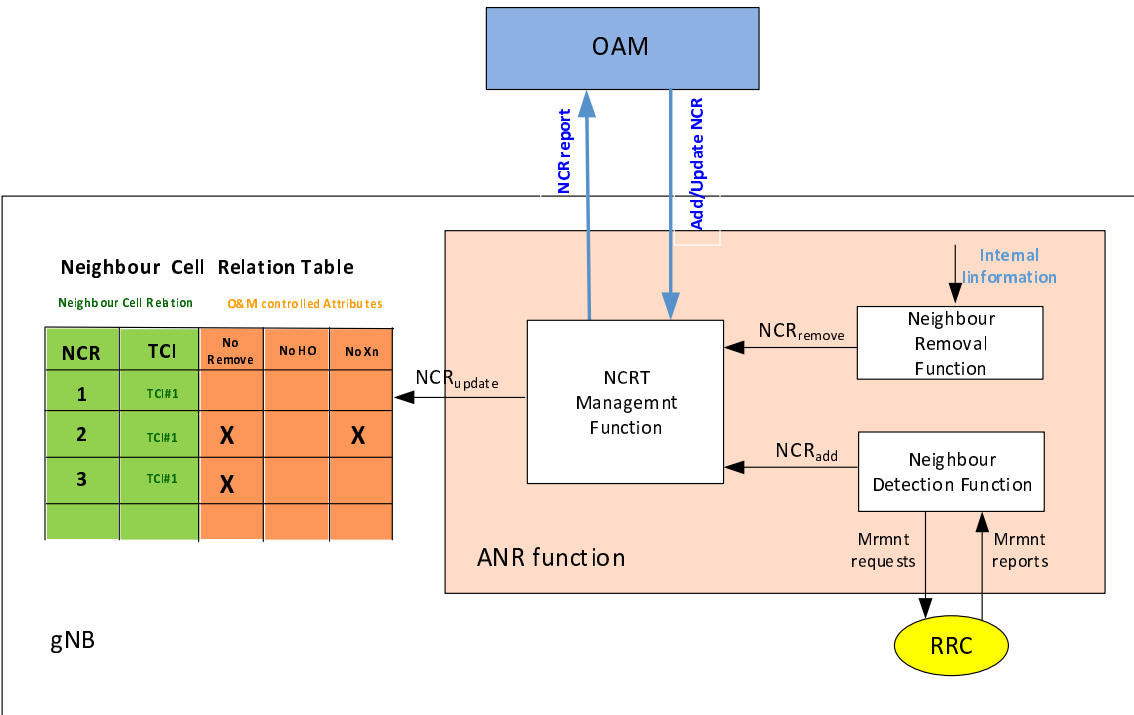 OAM
NCR report
Add/Update NCR
Neighbour Cell Relation Table
Neighbour Cell Relation
O&M controlled Attributes
NCR TCI No Remove No HO No Xn
1 TCI#1
2 TCI#1 X X
3 TCI#1 X
NCRupdate
NCRT
Managemnt
Function
NCRremove
NCRadd
Internal
Iinformation
Neighbour
Removal
Function
Neighbour
Detection Function
Mrmnt
requests
Mrmnt
reports
ANR function
RRC
gNB